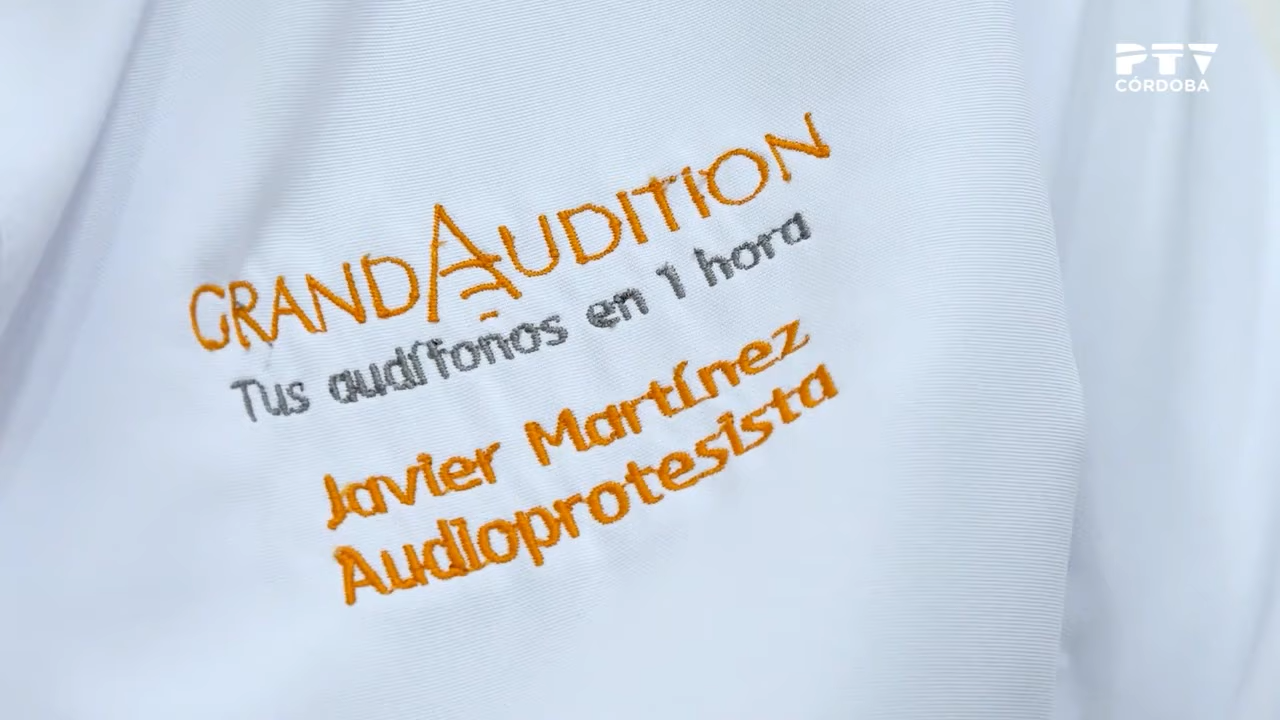 PTV
CÓRDOBA
GRANDAUDITION
Tus audífonos en 1 hora
Javier Martínez
Audioprotesista